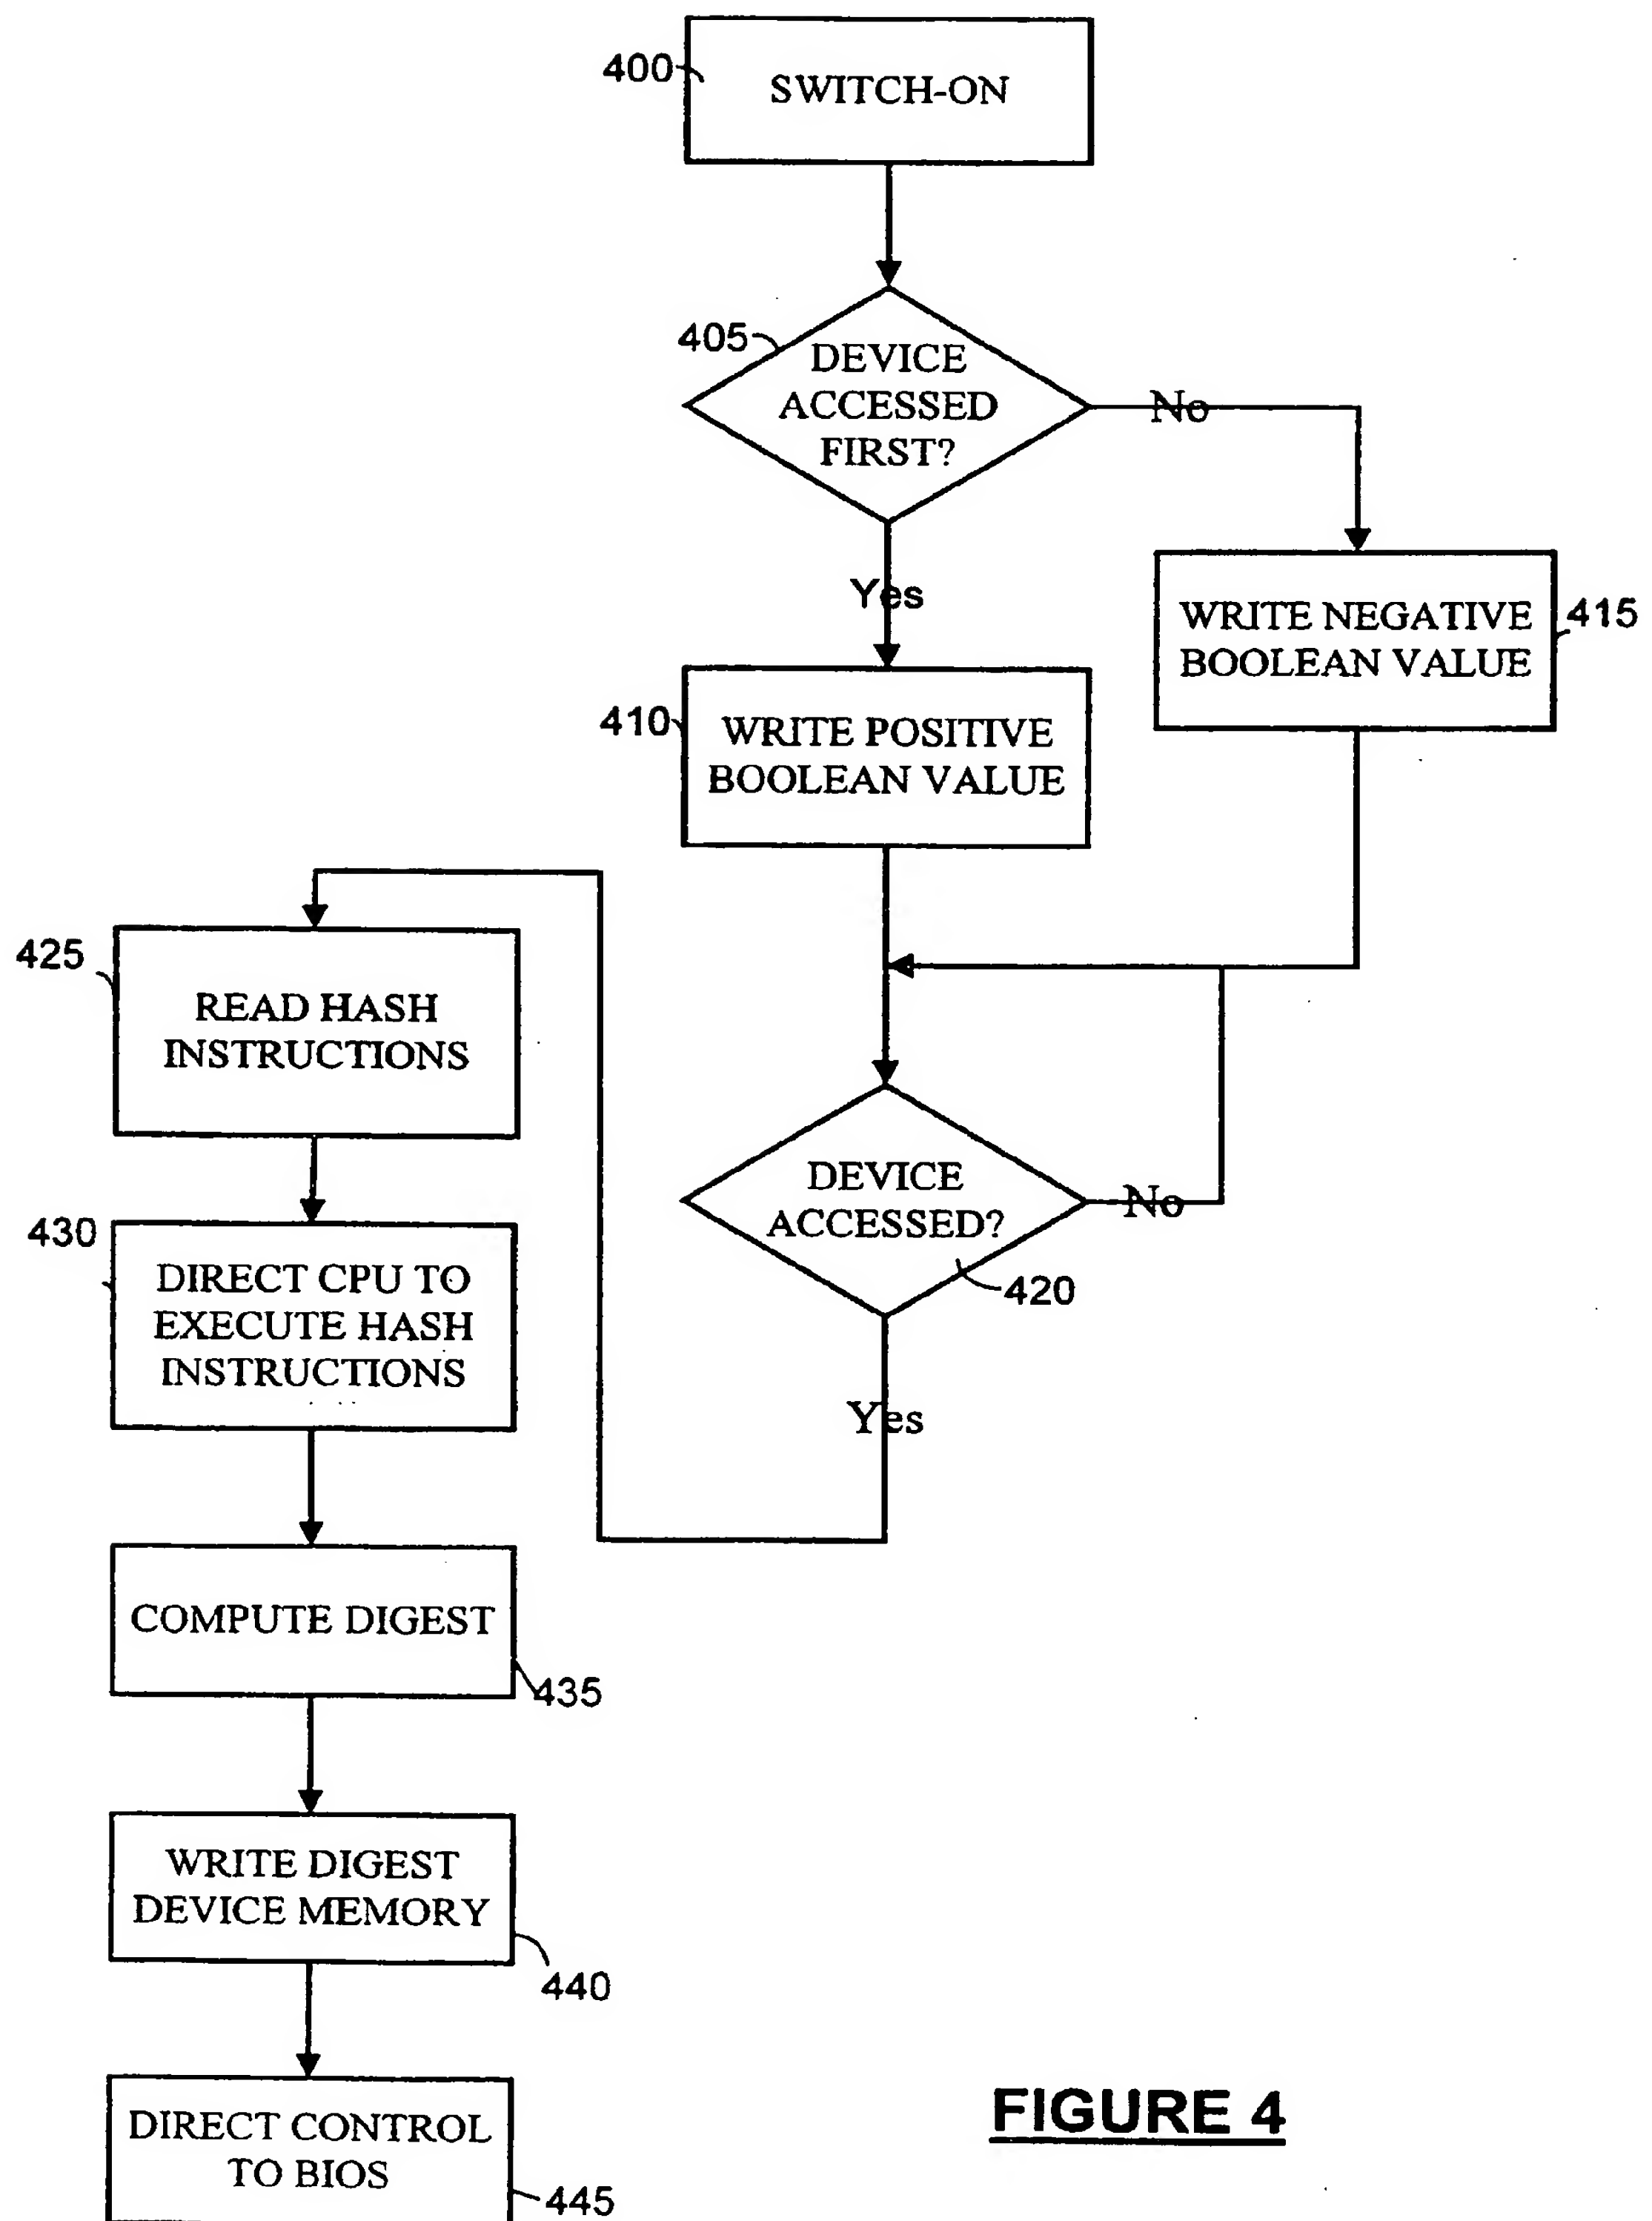 400
SWITCH-ON
405
DEVICE
ACCESSED
FIRST?
No
Yes
WRITE NEGATIVE
BOOLEAN VALUE
415
410
WRITE POSITIVE
BOOLEAN VALUE
425
READ HASH
INSTRUCTIONS
DEVICE
ACCESSED?
No
420
430
DIRECT CPU TO
EXECUTE HASH
INSTRUCTIONS
Yes
COMPUTE DIGEST
435
WRITE DIGEST
DEVICE MEMORY
440
DIRECT CONTROL
TO BIOS
445
FIGURE 4